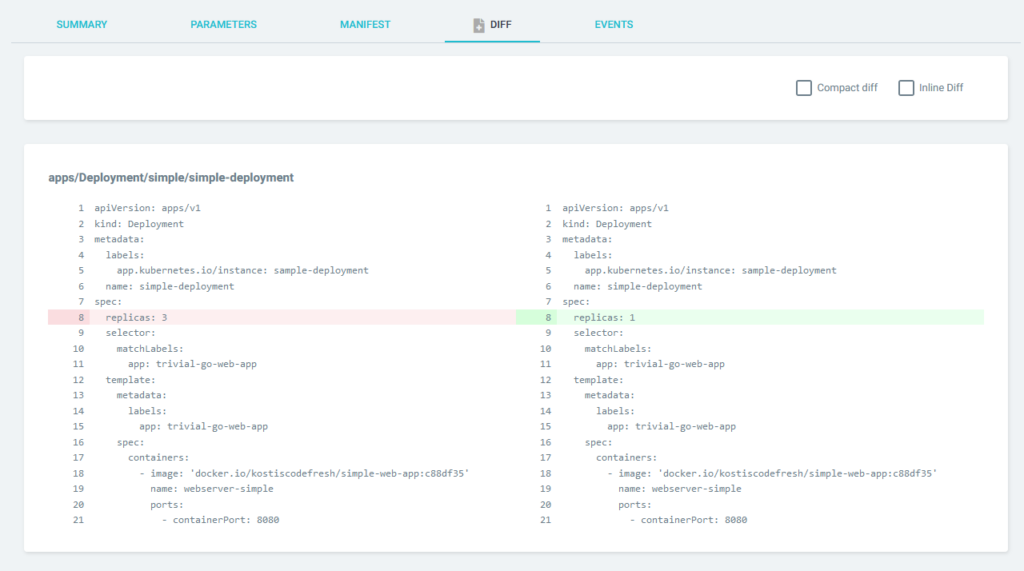 SUMMARY PARAMETERS MANIFEST DIFF EVENTS
Compact diff Inline Diff
apps/Deployment/simple/simple-deployment
1 apiVersion: apps/v1
2 kind: Deployment
3 metadata:
4   labels:
5     app.kubernetes.io/instance: sample-deployment
6   name: simple-deployment
7 spec:
8   replicas: 3
9   selector:
10     matchLabels:
11       app: trivial-go-web-app
12   template:
13     metadata:
14       labels:
15         app: trivial-go-web-app
16     spec:
17       containers:
18         - image: 'docker.io/kostiscodefresh/simple-web-app:c88df35'
19           name: webserver-simple
20           ports:
21             - containerPort: 8080
1 apiVersion: apps/v1
2 kind: Deployment
3 metadata:
4   labels:
5     app.kubernetes.io/instance: sample-deployment
6   name: simple-deployment
7 spec:
8   replicas: 1
9   selector:
10     matchLabels:
11       app: trivial-go-web-app
12   template:
13     metadata:
14       labels:
15         app: trivial-go-web-app
16     spec:
17       containers:
18         - image: 'docker.io/kostiscodefresh/simple-web-app:c88df35'
19           name: webserver-simple
20           ports:
21             - containerPort: 8080